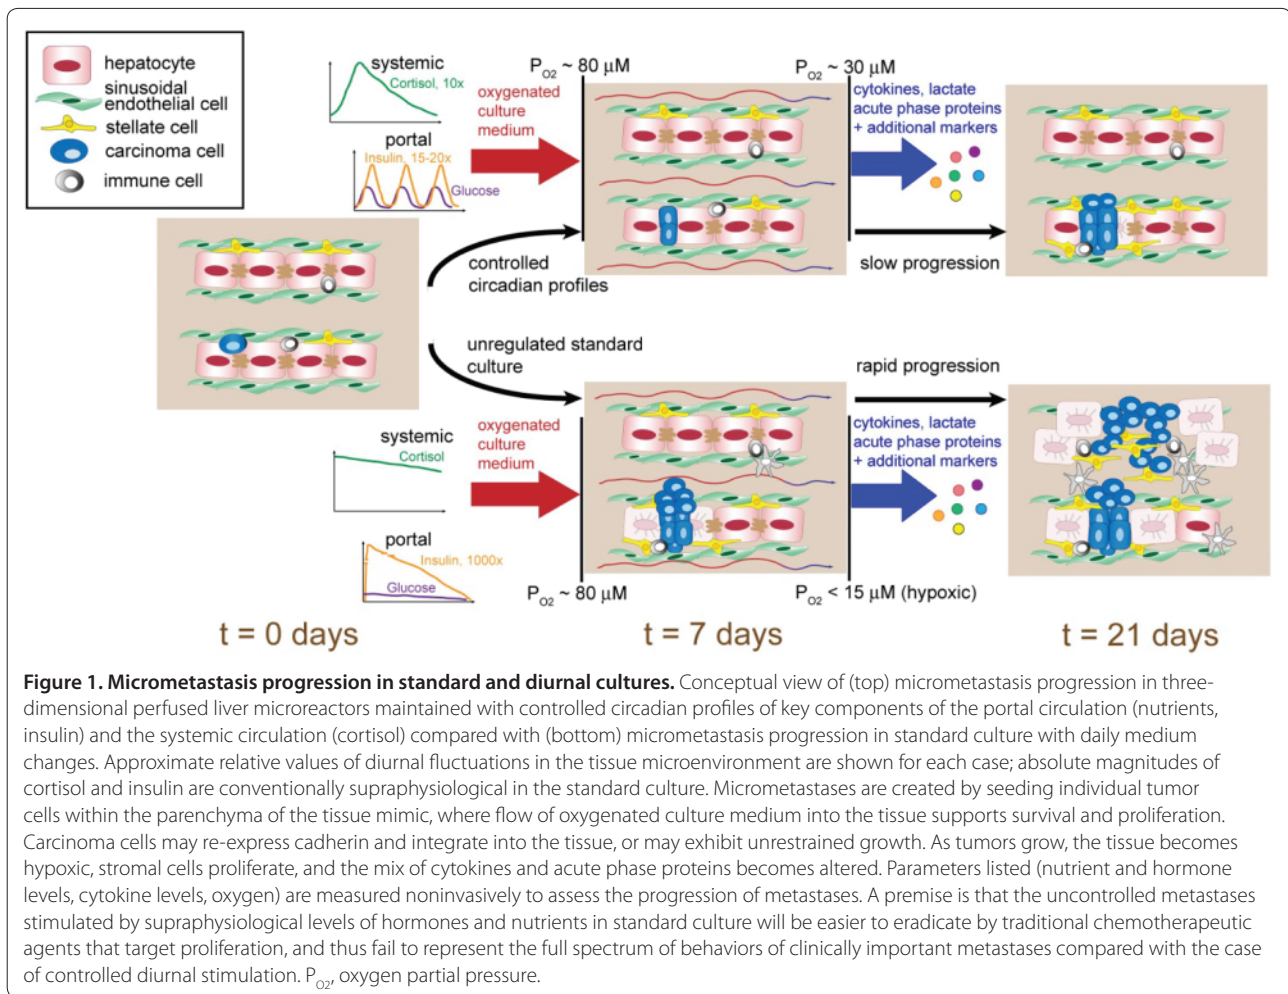 hepatocyte
sinusoidal
endothelial cell
stellate cell
carcinoma cell
immune cell
systemic
Cortisol, 10x
portal
Insulin, 15-20x
Glucose
oxygenated
culture
medium
P_O2 ~ 80 μM
P_O2 ~ 30 μM
cytokines, lactate
acute phase proteins
+ additional markers
controlled
circadian profiles
slow progression
unregulated standard
culture
rapid progression
systemic
Cortisol
portal
Insulin, 1000x
Glucose
oxygenated
culture
medium
cytokines, lactate
acute phase proteins
+ additional markers
P_O2 ~ 80 μM
P_O2 < 15 μM (hypoxic)
t = 0 days
t = 7 days
t = 21 days
Figure 1. Micrometastasis progression in standard and diurnal cultures. Conceptual view of (top) micrometastasis progression in three-
dimensional perfused liver microreactors maintained with controlled circadian profiles of key components of the portal circulation (nutrients,
insulin) and the systemic circulation (cortisol) compared with (bottom) micrometastasis progression in standard culture with daily medium
changes. Approximate relative values of diurnal fluctuations in the tissue microenvironment are shown for each case; absolute magnitudes of
cortisol and insulin are conventionally supraphysiological in the standard culture. Micrometastases are created by seeding individual tumor
cells within the parenchyma of the tissue mimic, where flow of oxygenated culture medium into the tissue supports survival and proliferation.
Carcinoma cells may re-express cadherin and integrate into the tissue, or may exhibit unrestrained growth. As tumors grow, the tissue becomes
hypoxic, stromal cells proliferate, and the mix of cytokines and acute phase proteins becomes altered. Parameters listed (nutrient and hormone
levels, cytokine levels, oxygen) are measured noninvasively to assess the progression of metastases. A premise is that the uncontrolled metastases
stimulated by supraphysiological levels of hormones and nutrients in standard culture will be easier to eradicate by traditional chemotherapeutic
agents that target proliferation, and thus fail to represent the full spectrum of behaviors of clinically important metastases compared with the case
of controlled diurnal stimulation. P_O2, oxygen partial pressure.